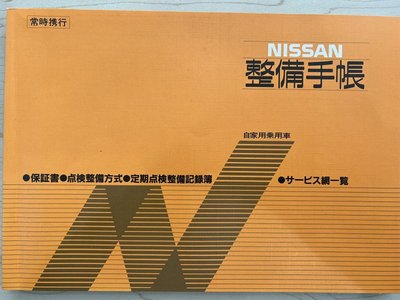 常時携行
NISSAN
整備手帳
自家用乗用車
●保証書●点検整備方式●定期点検整備記録簿
●サービス網一覧